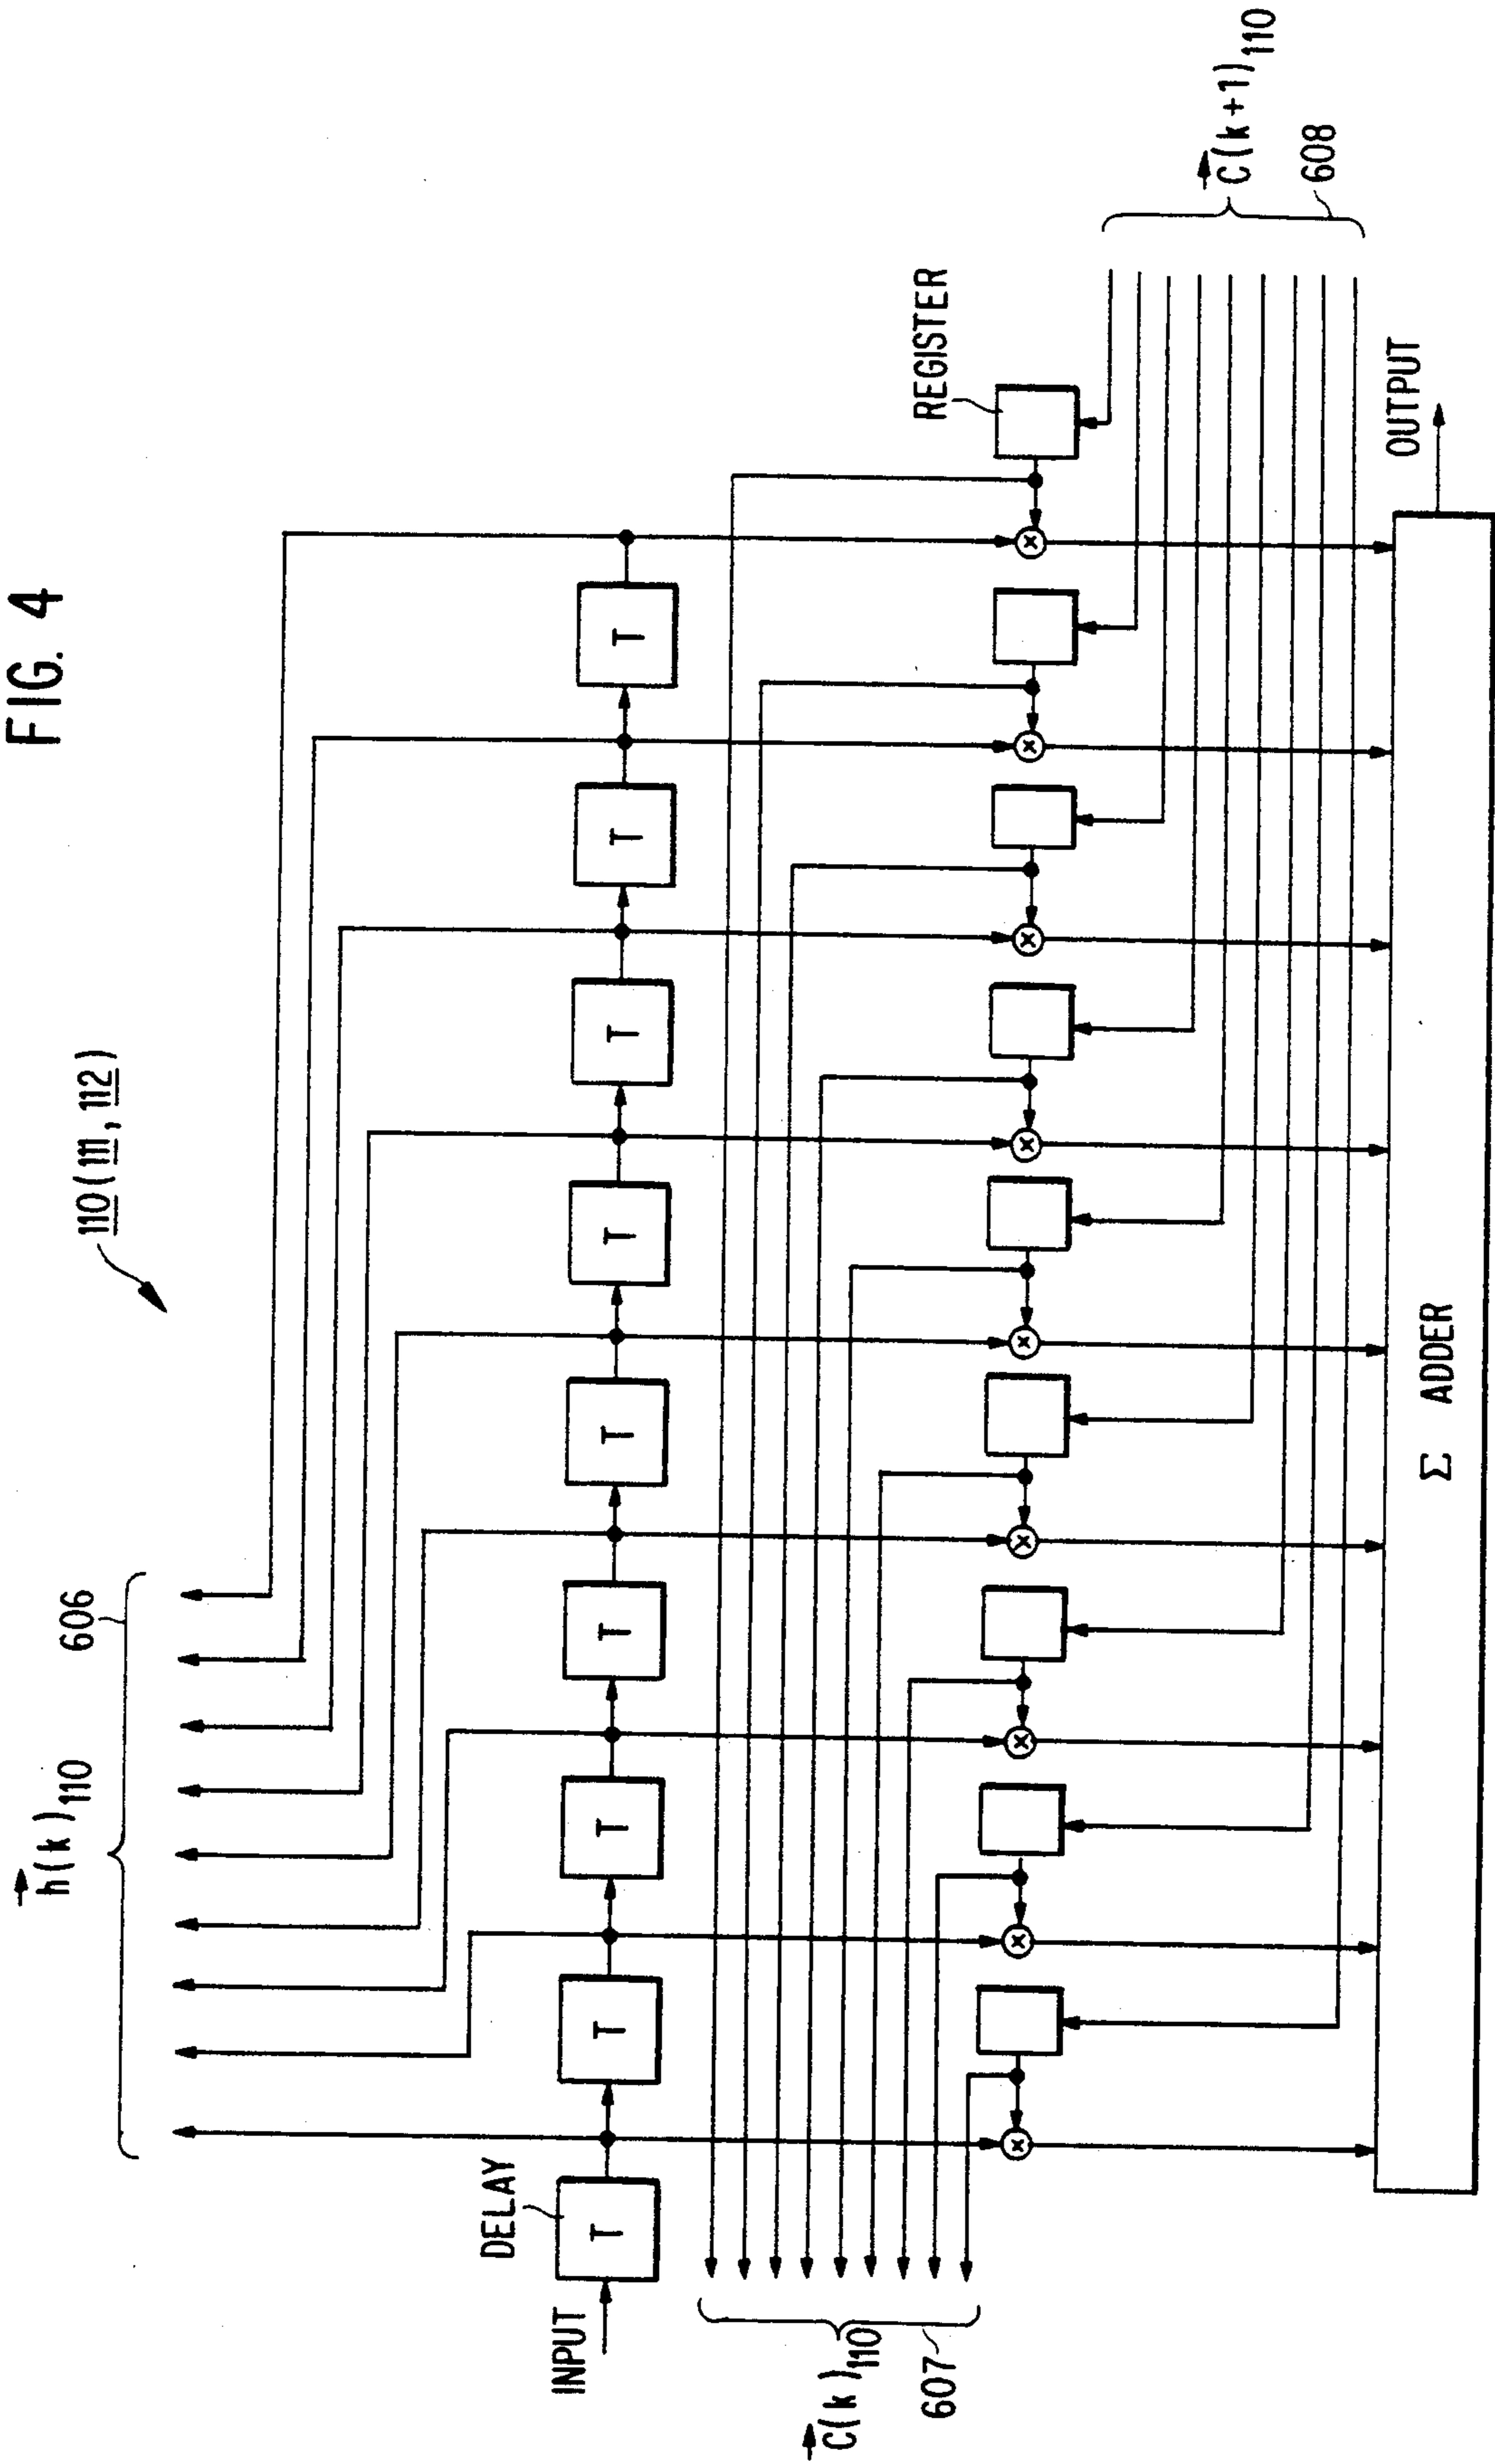 FIG. 4
h⃗(k)110
606
110(111, 112)
DELAY
INPUT
T T T T T T T T T
C⃗(k)110
607
REGISTER
× × × × × × × × ×
C⃗(k+1)110
608
OUTPUT
Σ ADDER